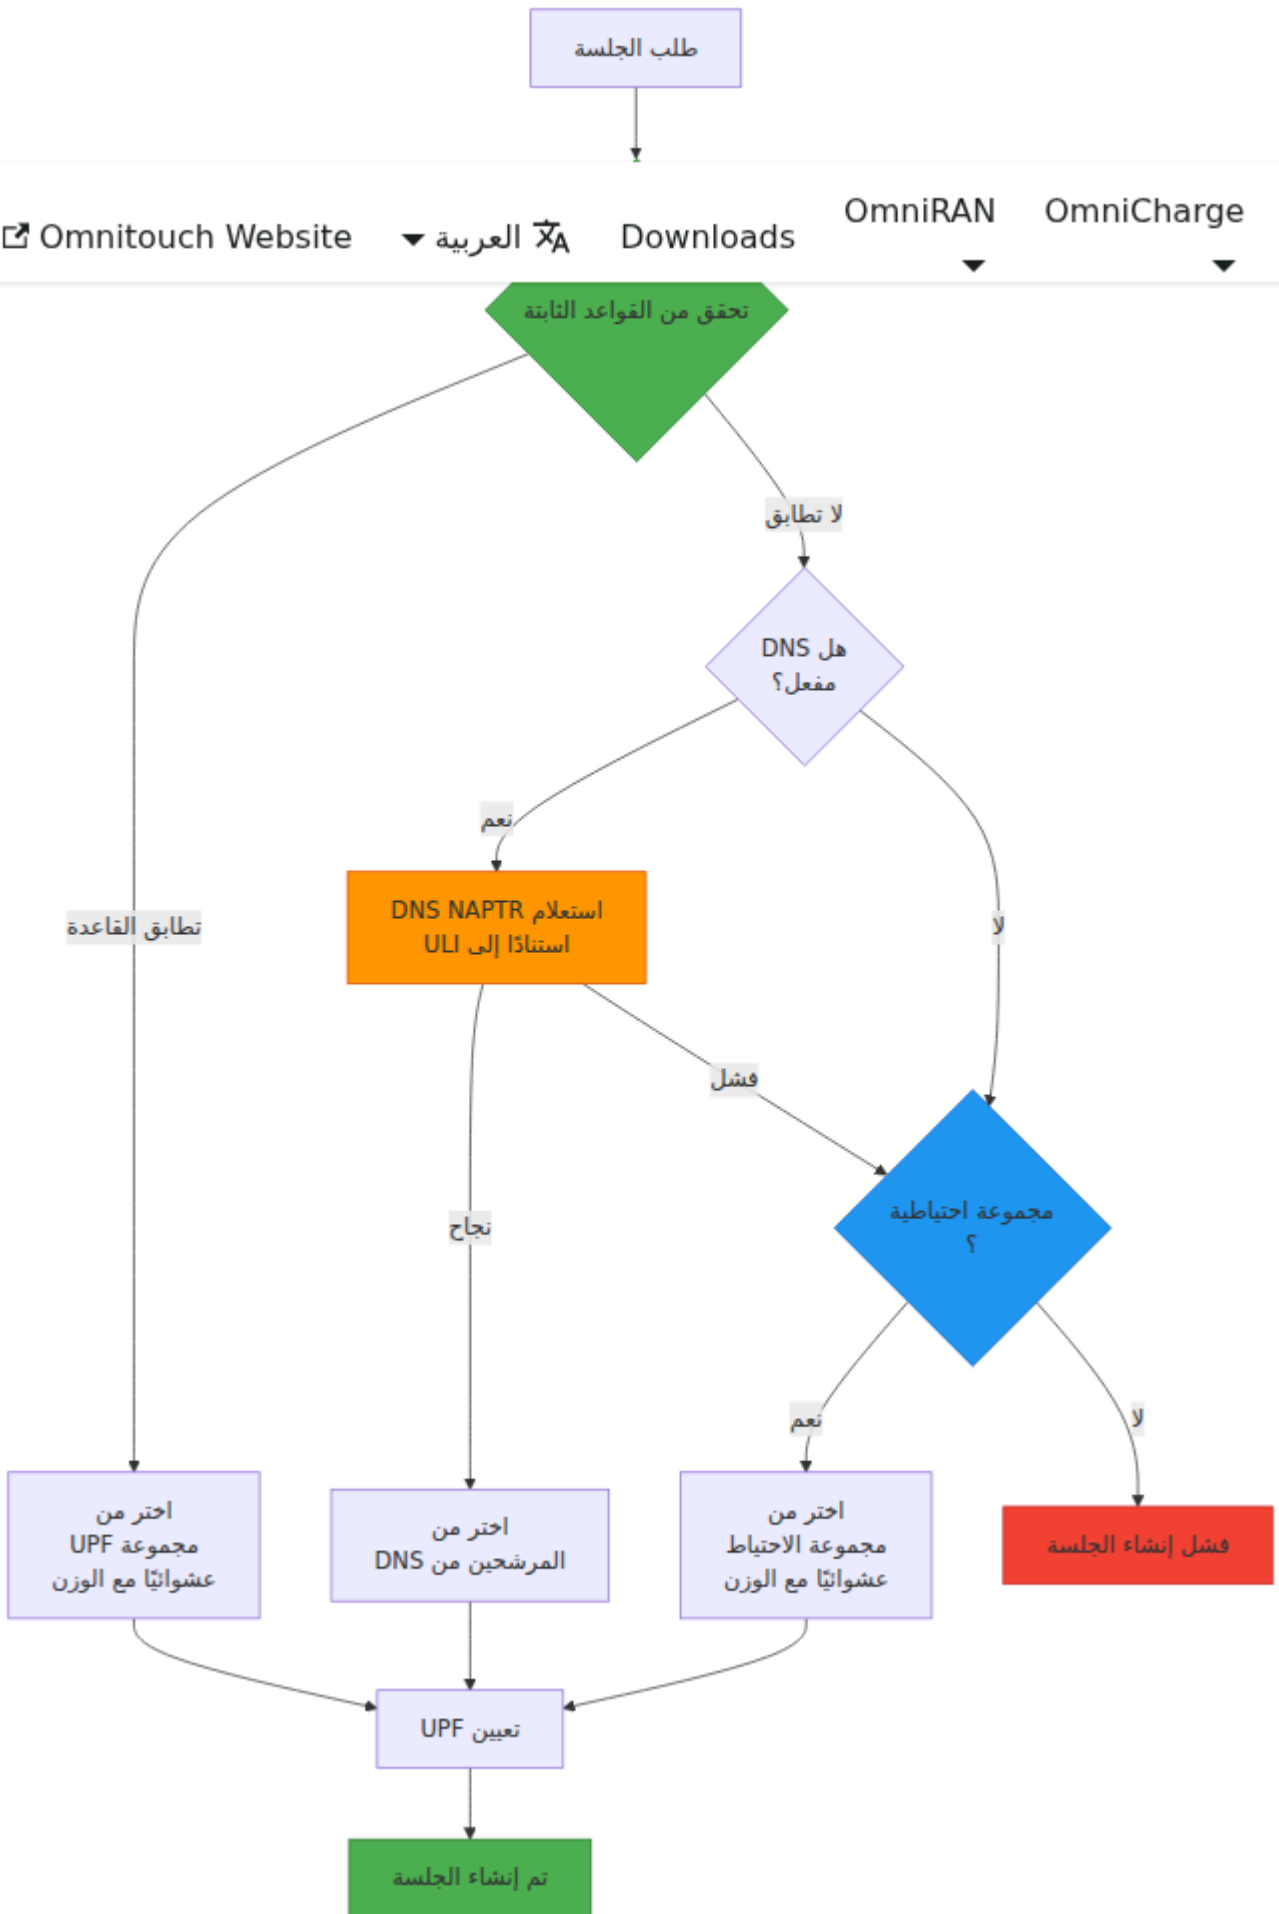 طلب الجلسة
OmniRAN
OmniCharge
Omnitouch Website
العربية
Downloads
تحقق من القواعد الثابتة
لا تطابق
هل DNS
مفعل؟
نعم
استعلام DNS NAPTR
استنادًا إلى ULI
تطابق القاعدة
لا
فشل
مجموعة احتياطية
؟
نجاح
نعم
لا
اختر من
مجموعة UPF
عشوائيًا مع الوزن
اختر من
المرشحين من DNS
اختر من
مجموعة الاحتياط
عشوائيًا مع الوزن
فشل إنشاء الجلسة
تعيين UPF
تم إنشاء الجلسة